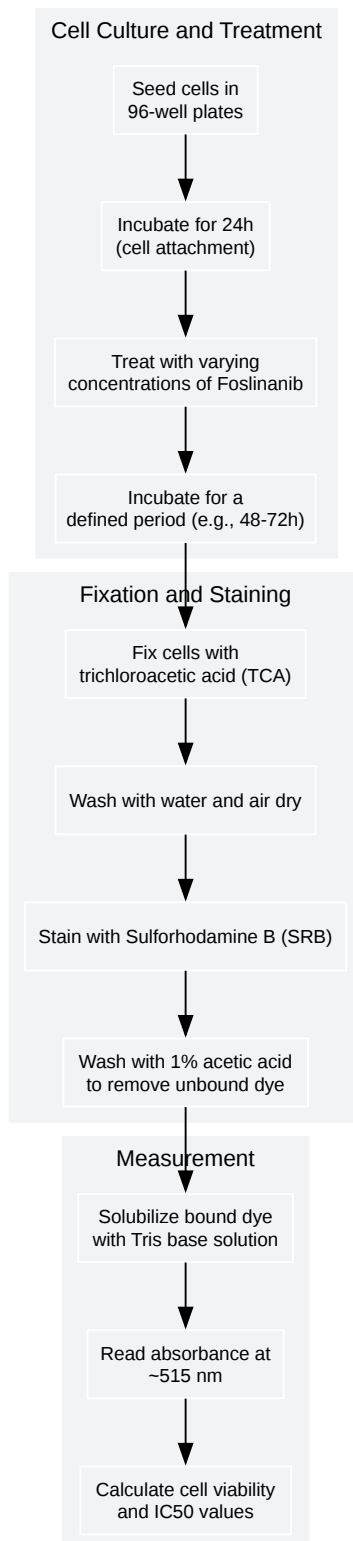 Cell Culture and Treatment
Seed cells in
96-well plates
Incubate for 24h
(cell attachment)
Treat with varying
concentrations of Foslinanib
Incubate for a
defined period (e.g., 48-72h)
Fixation and Staining
Fix cells with
trichloroacetic acid (TCA)
Wash with water and air dry
Stain with Sulforhodamine B (SRB)
Wash with 1% acetic acid
to remove unbound dye
Measurement
Solubilize bound dye
with Tris base solution
Read absorbance at
~515 nm
Calculate cell viability
and IC50 values